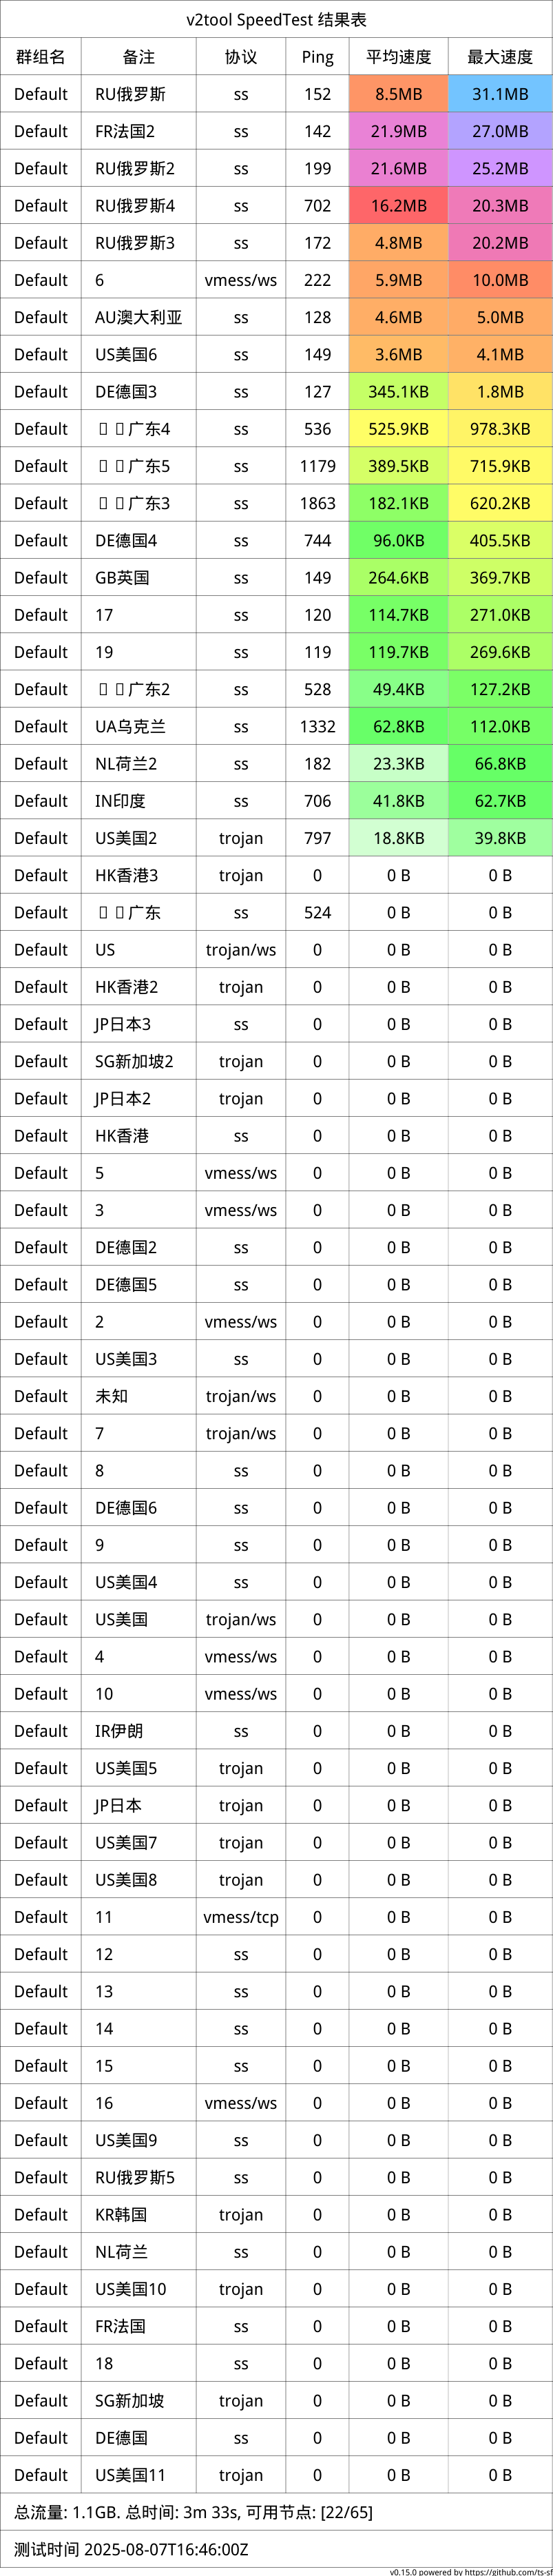 v2tool SpeedTest 结果表
群组名 备注 协议 Ping 平均速度 最大速度
Default RU俄罗斯 ss 152 8.5MB 31.1MB
Default FR法国2 ss 142 21.9MB 27.0MB
Default RU俄罗斯2 ss 199 21.6MB 25.2MB
Default RU俄罗斯4 ss 702 16.2MB 20.3MB
Default RU俄罗斯3 ss 172 4.8MB 20.2MB
Default 6 vmess/ws 222 5.9MB 10.0MB
Default AU澳大利亚 ss 128 4.6MB 5.0MB
Default US美国6 ss 149 3.6MB 4.1MB
Default DE德国3 ss 127 345.1KB 1.8MB
Default 广东4 ss 536 525.9KB 978.3KB
Default 广东5 ss 1179 389.5KB 715.9KB
Default 广东3 ss 1863 182.1KB 620.2KB
Default DE德国4 ss 744 96.0KB 405.5KB
Default GB英国 ss 149 264.6KB 369.7KB
Default 17 ss 120 114.7KB 271.0KB
Default 19 ss 119 119.7KB 269.6KB
Default 广东2 ss 528 49.4KB 127.2KB
Default UA乌克兰 ss 1332 62.8KB 112.0KB
Default NL荷兰2 ss 182 23.3KB 66.8KB
Default IN印度 ss 706 41.8KB 62.7KB
Default US美国2 trojan 797 18.8KB 39.8KB
Default HK香港3 trojan 0 0 B 0 B
Default 广东 ss 524 0 B 0 B
Default US trojan/ws 0 0 B 0 B
Default HK香港2 trojan 0 0 B 0 B
Default JP日本3 ss 0 0 B 0 B
Default SG新加坡2 trojan 0 0 B 0 B
Default JP日本2 trojan 0 0 B 0 B
Default HK香港 ss 0 0 B 0 B
Default 5 vmess/ws 0 0 B 0 B
Default 3 vmess/ws 0 0 B 0 B
Default DE德国2 ss 0 0 B 0 B
Default DE德国5 ss 0 0 B 0 B
Default 2 vmess/ws 0 0 B 0 B
Default US美国3 ss 0 0 B 0 B
Default 未知 trojan/ws 0 0 B 0 B
Default 7 trojan/ws 0 0 B 0 B
Default 8 ss 0 0 B 0 B
Default DE德国6 ss 0 0 B 0 B
Default 9 ss 0 0 B 0 B
Default US美国4 ss 0 0 B 0 B
Default US美国 trojan/ws 0 0 B 0 B
Default 4 vmess/ws 0 0 B 0 B
Default 10 vmess/ws 0 0 B 0 B
Default IR伊朗 ss 0 0 B 0 B
Default US美国5 trojan 0 0 B 0 B
Default JP日本 trojan 0 0 B 0 B
Default US美国7 trojan 0 0 B 0 B
Default US美国8 trojan 0 0 B 0 B
Default 11 vmess/tcp 0 0 B 0 B
Default 12 ss 0 0 B 0 B
Default 13 ss 0 0 B 0 B
Default 14 ss 0 0 B 0 B
Default 15 ss 0 0 B 0 B
Default 16 vmess/ws 0 0 B 0 B
Default US美国9 ss 0 0 B 0 B
Default RU俄罗斯5 ss 0 0 B 0 B
Default KR韩国 trojan 0 0 B 0 B
Default NL荷兰 ss 0 0 B 0 B
Default US美国10 trojan 0 0 B 0 B
Default FR法国 ss 0 0 B 0 B
Default 18 ss 0 0 B 0 B
Default SG新加坡 trojan 0 0 B 0 B
Default DE德国 ss 0 0 B 0 B
Default US美国11 trojan 0 0 B 0 B
总流量: 1.1GB. 总时间: 3m 33s, 可用节点: [22/65]
测试时间 2025-08-07T16:46:00Z
v0.15.0 powered by https://github.com/ts-sf